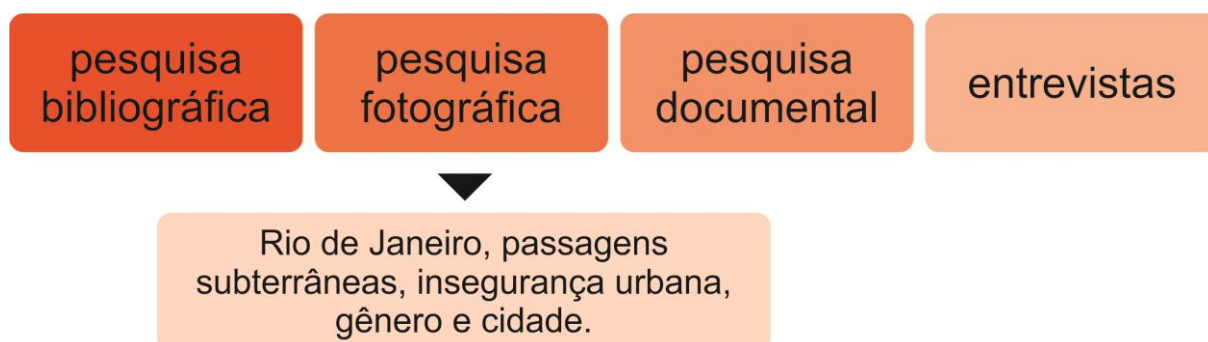 pesquisa
bibliográfica
pesquisa
fotográfica
pesquisa
documental
entrevistas
Rio de Janeiro, passagens
subterrâneas, insegurança urbana,
gênero e cidade.